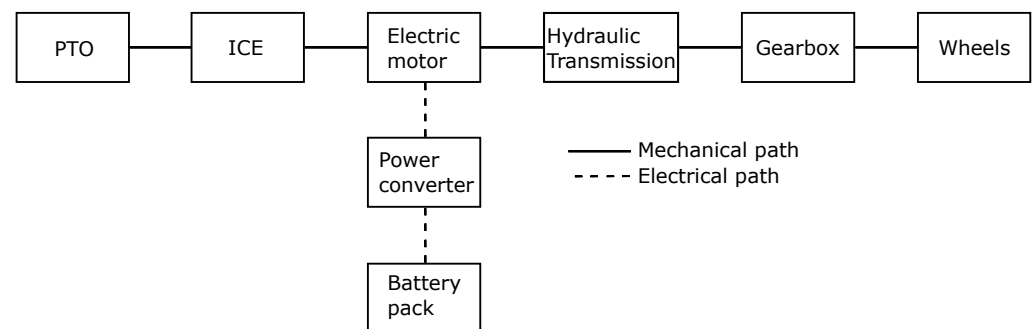 PTO
ICE
Electric
motor
Hydraulic
Transmission
Gearbox
Wheels
Power
converter
Mechanical path
Electrical path
Battery
pack